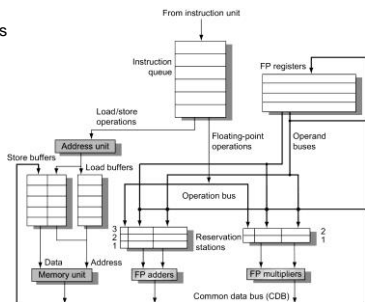 From instruction unit
s
Instruction
queue
FP registers
Load/store
operations
Address unit
Floating-point
operations
Operand
buses
Store buffers
Load buffers
Operation bus
3
2
1
Reservation
stations
2
1
Data
Address
Memory unit
FP adders
FP multipliers
Common data bus (CDB)